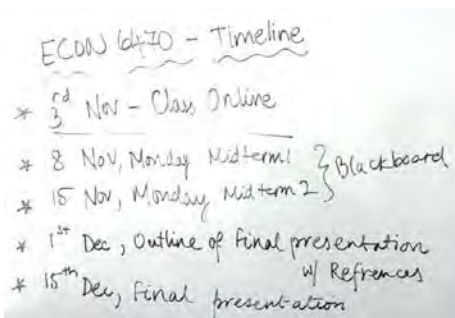 ECON 6470 - Timeline
* 3rd Nov - Class Online
* 8 Nov, Monday Midterm1 } Blackboard
* 15 Nov, Monday Midterm 2
* 1st Dec, Outline of Final presentation
w/ Refrences
* 15th Dec, Final presentation